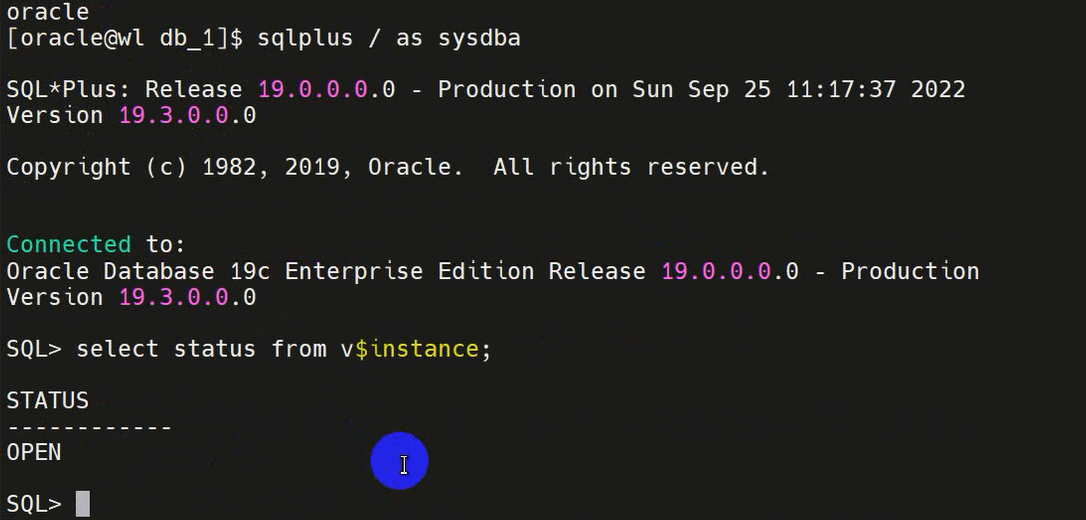 oracle
[oracle@wl db_1]$ sqlplus / as sysdba
SQL*Plus: Release 19.0.0.0.0 - Production on Sun Sep 25 11:17:37 2022
Version 19.3.0.0.0
Copyright (c) 1982, 2019, Oracle.  All rights reserved.
Connected to:
Oracle Database 19c Enterprise Edition Release 19.0.0.0.0 - Production
Version 19.3.0.0.0
SQL> select status from v$instance;
STATUS
------------
OPEN
SQL>